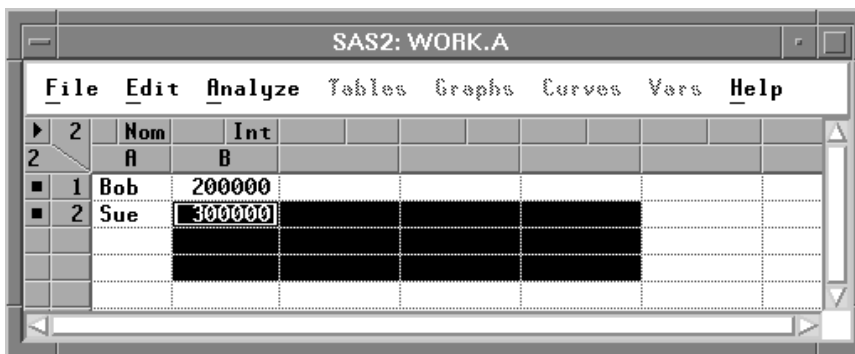 SAS2: WORK.A
File Edit Analyze Tables Graphs Curves Vars Help
2 Nom Int
2 A B
1 Bob 200000
2 Sue 300000